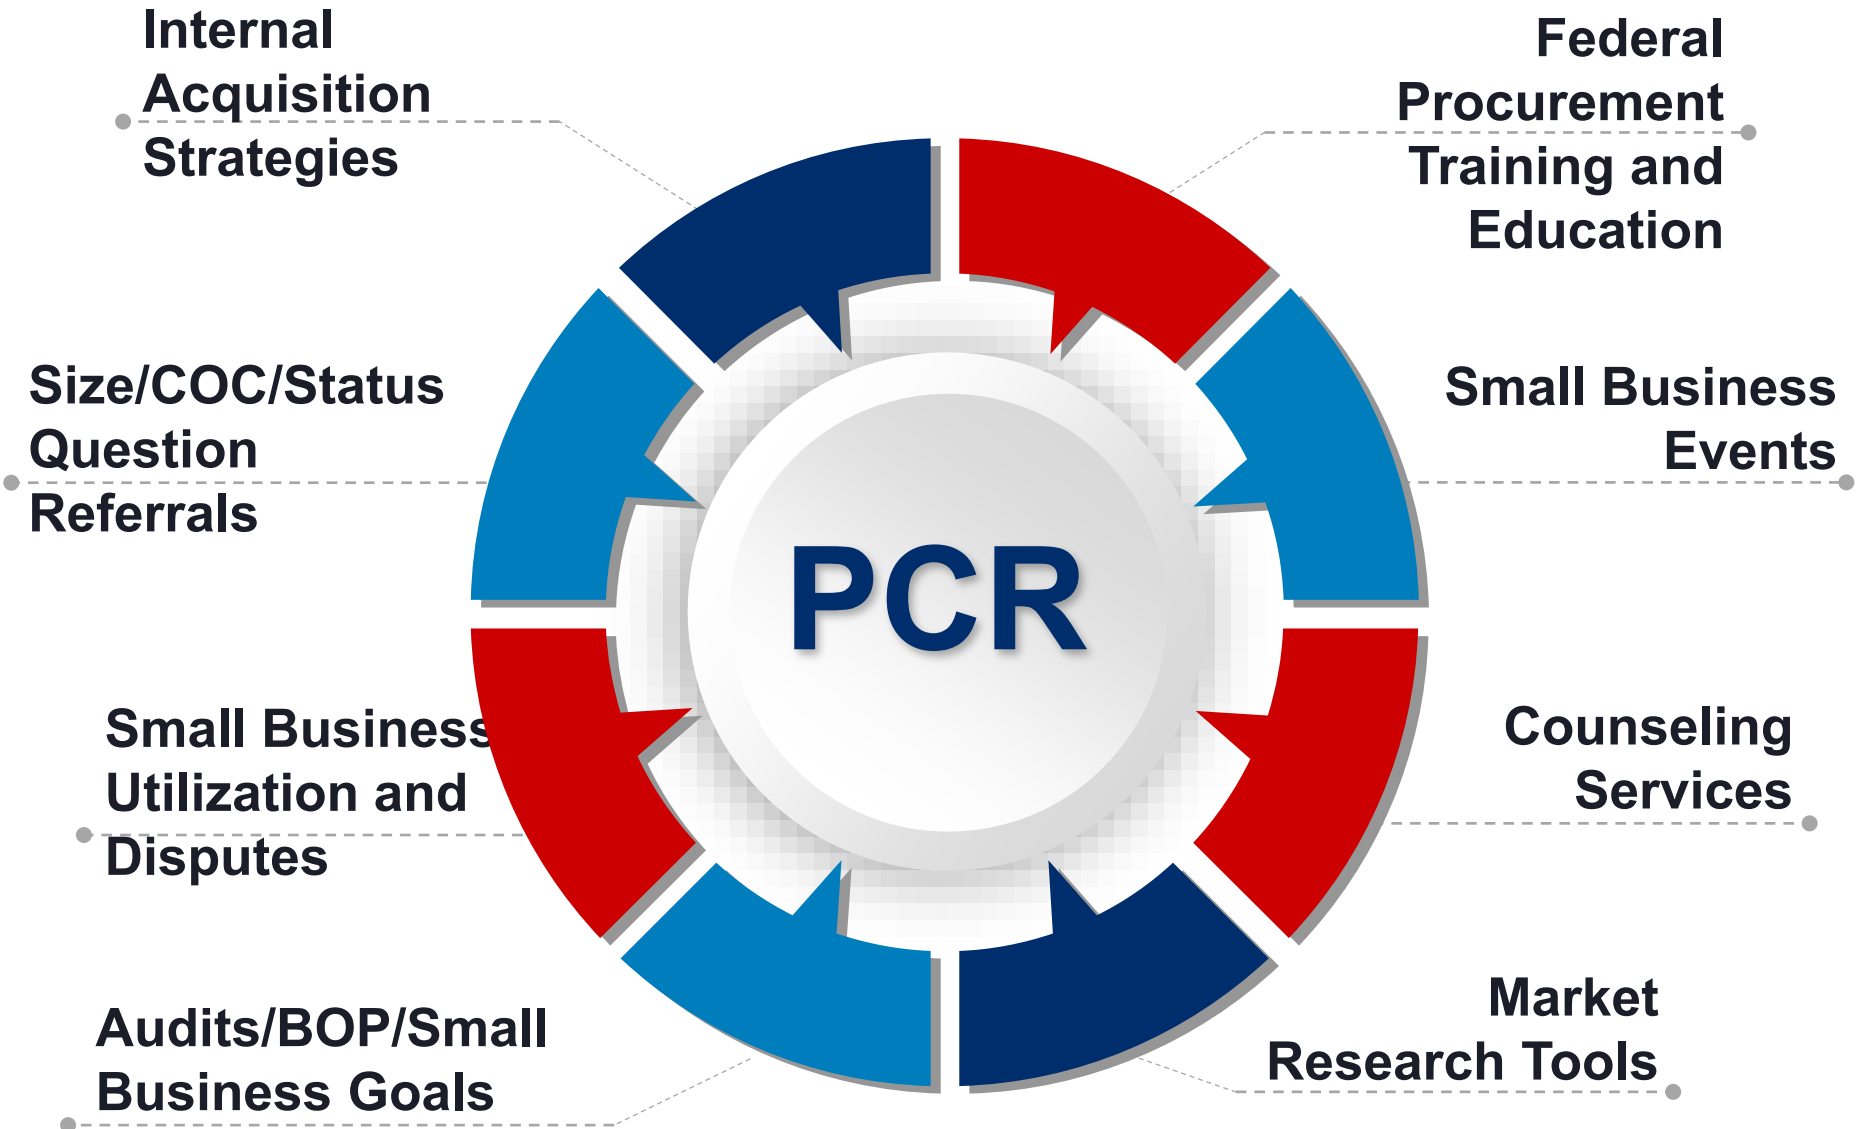 Internal
Acquisition
Strategies
Federal
Procurement
Training and
Education
Size/COC/Status
Question
Referrals
Small Business
Events
PCR
Small Business
Utilization and
Disputes
Counseling
Services
Audits/BOP/Small
Business Goals
Market
Research Tools